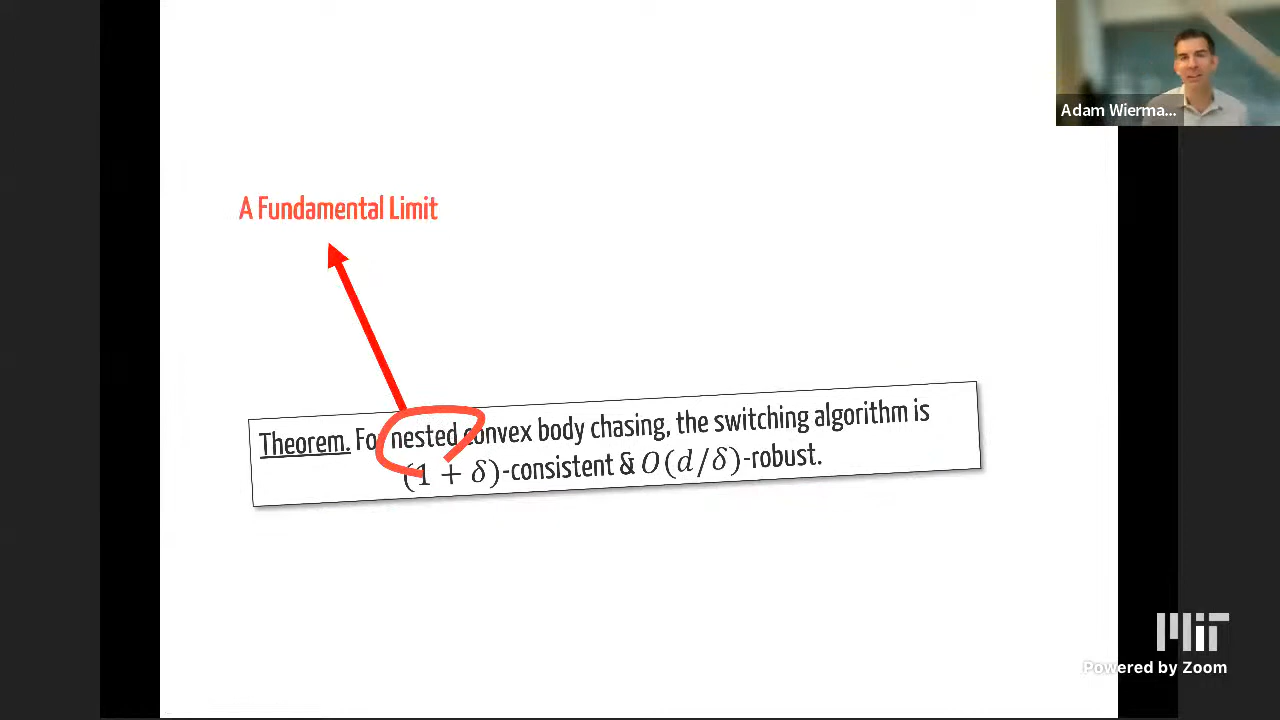 Adam Wierma...
A Fundamental Limit
Theorem. For nested convex body chasing, the switching algorithm is
(1 + δ)-consistent & O(d/δ)-robust.
MIT
Powered by Zoom